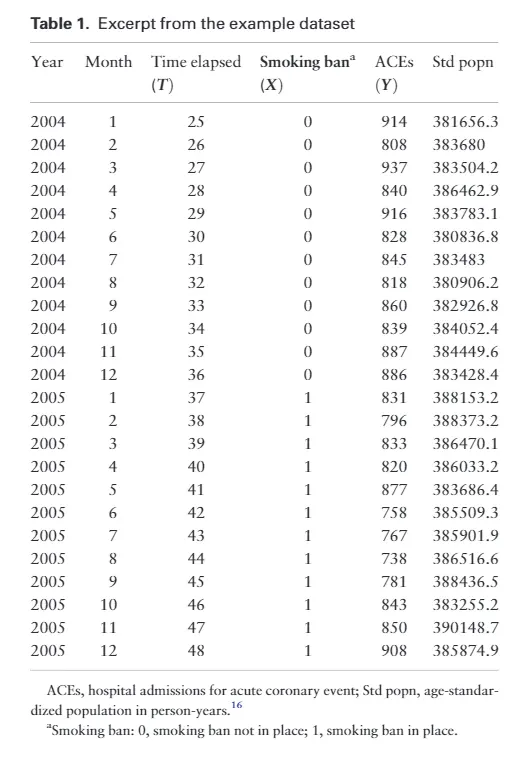 Table 1. Excerpt from the example dataset
Year Month Time elapsed Smoking banᵃ ACEs Std popn
(T) (X) (Y)
2004 1 25 0 914 381656.3
2004 2 26 0 808 383680
2004 3 27 0 937 383504.2
2004 4 28 0 840 386462.9
2004 5 29 0 916 383783.1
2004 6 30 0 828 380836.8
2004 7 31 0 845 383483
2004 8 32 0 818 380906.2
2004 9 33 0 860 382926.8
2004 10 34 0 839 384052.4
2004 11 35 0 887 384449.6
2004 12 36 0 886 383428.4
2005 1 37 1 831 388153.2
2005 2 38 1 796 388373.2
2005 3 39 1 833 386470.1
2005 4 40 1 820 386033.2
2005 5 41 1 877 383686.4
2005 6 42 1 758 385509.3
2005 7 43 1 767 385901.9
2005 8 44 1 738 386516.6
2005 9 45 1 781 388436.5
2005 10 46 1 843 383255.2
2005 11 47 1 850 390148.7
2005 12 48 1 908 385874.9
ACEs, hospital admissions for acute coronary event; Std popn, age-standar-
dized population in person-years.¹⁶
ᵃSmoking ban: 0, smoking ban not in place; 1, smoking ban in place.